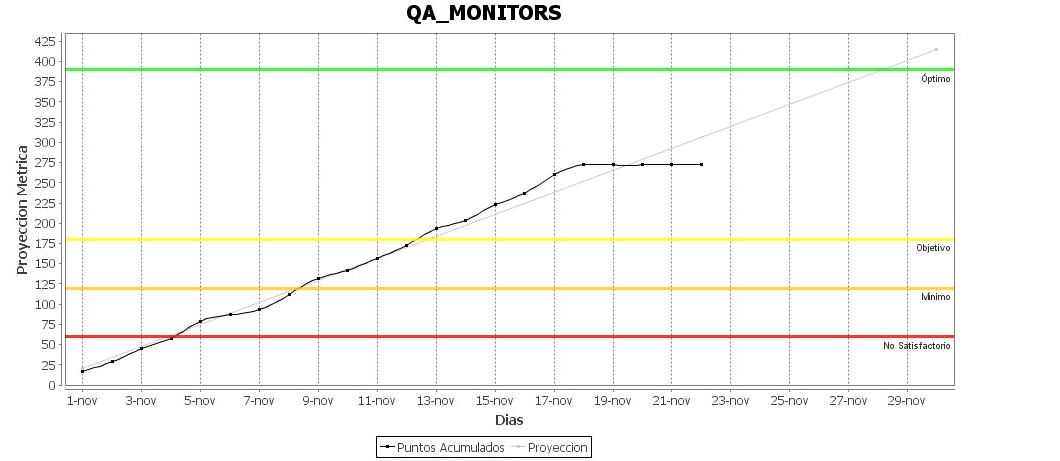 QA_MONITORS
Proyeccion Metrica
425
400
375
350
325
300
275
250
225
200
175
150
125
100
75
50
25
0
Óptimo
Objetivo
Mínimo
No Satisfactorio
1-nov 3-nov 5-nov 7-nov 9-nov 11-nov 13-nov 15-nov 17-nov 19-nov 21-nov 23-nov 25-nov 27-nov 29-nov
Dias
Puntos Acumulados Proyeccion